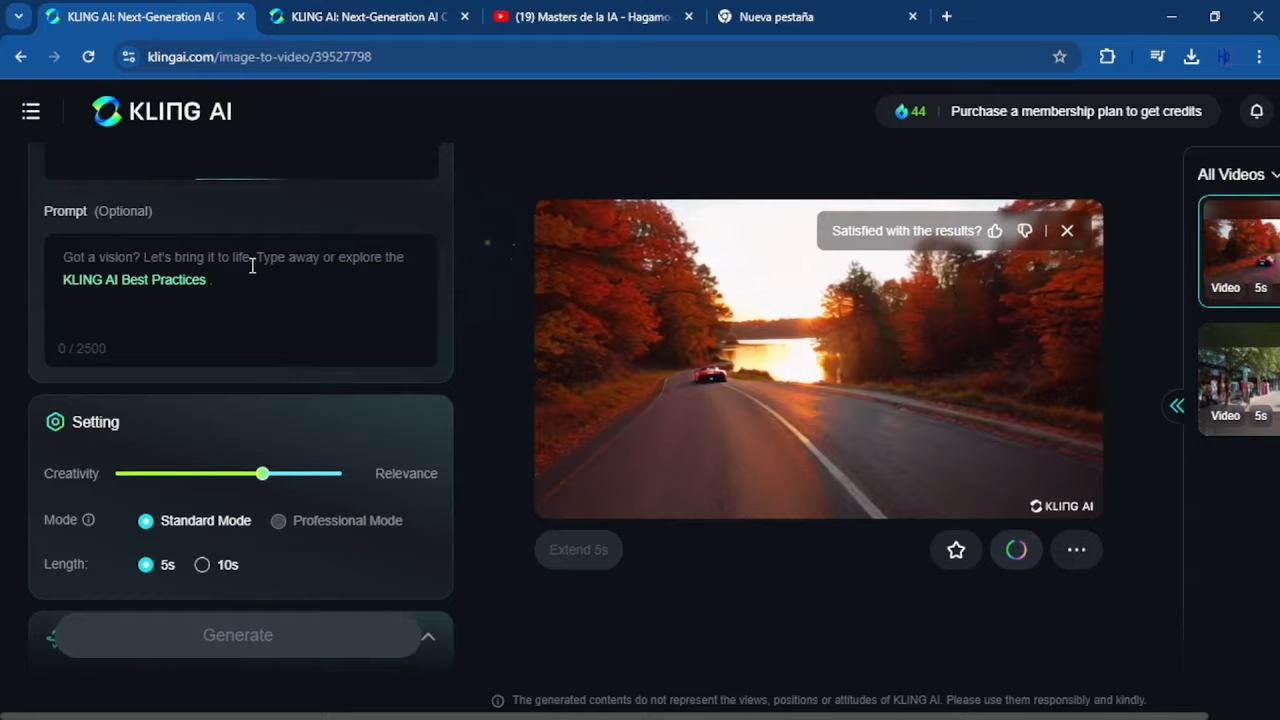 KLING AI: Next-Generation AI C
KLING AI: Next-Generation AI C
(19) Masters de la IA - Hagamo
Nueva pestaña
klingai.com/image-to-video/39527798
KLING AI
44
Purchase a membership plan to get credits
All Videos
Prompt (Optional)
Satisfied with the results?
Got a vision? Let's bring it to life. Type away or explore the
KLING AI Best Practices .
Video 5s
0 / 2500
Setting
Video 5s
Creativity
Relevance
KLING AI
Mode
Standard Mode
Professional Mode
Extend 5s
Length:
5s
10s
Generate
The generated contents do not represent the views, positions or attitudes of KLING AI. Please use them responsibly and kindly.